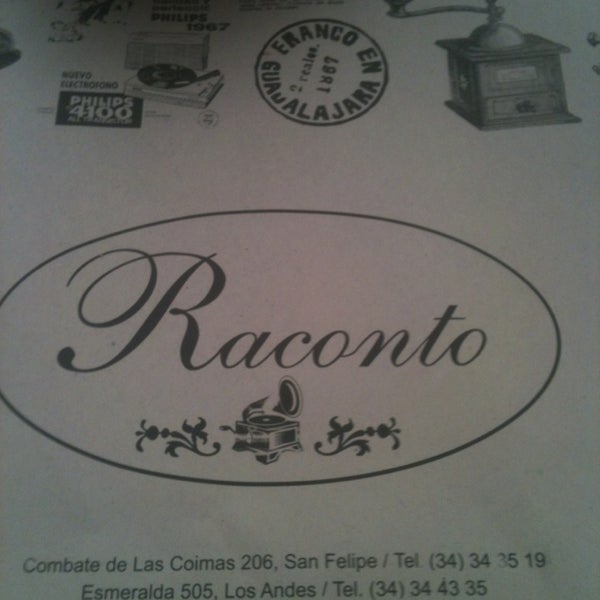 PHILIPS
1967
NUEVO
ELECTROFONO
PHILIPS
4100
FRANCO EN
GUADALAJARA
2 reales.
1867
Raconto
Combate de Las Coimas 206, San Felipe / Tel. (34) 34 35 19
Esmeralda 505, Los Andes / Tel. (34) 34 43 35